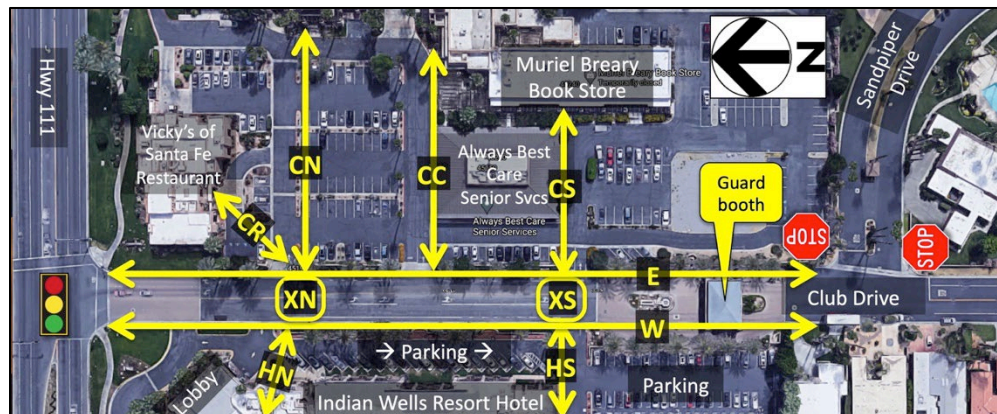 Hwy 111
Vicky's of
Santa Fe
Restaurant
CN
CC
CR
Muriel Breary
Book Store
Always Best
Care
Senior Svcs
Always Best Care
Senior Services
CS
N
Sandpiper
Drive
Guard
booth
STOP
STOP
E
XN
XS
W
Club Drive
HN
→ Parking →
HS
Parking
Lobby
Indian Wells Resort Hotel